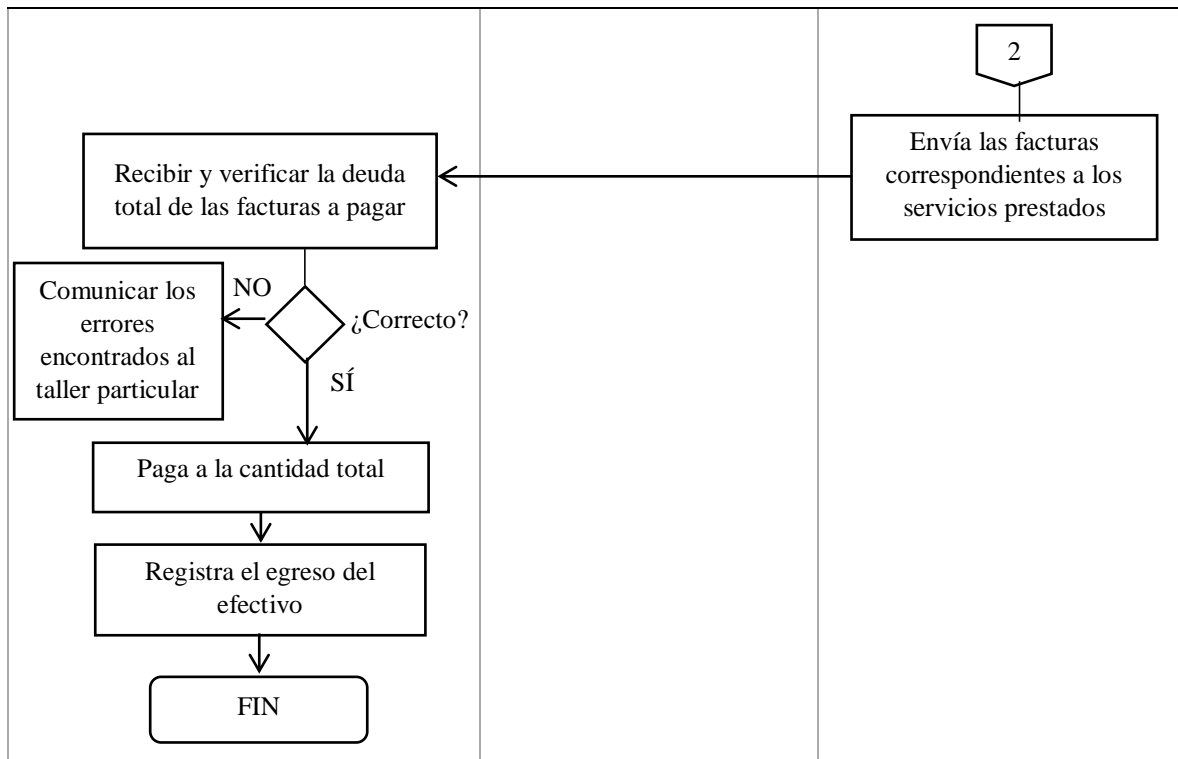 2
Envía las facturas
correspondientes a los
servicios prestados
Recibir y verificar la deuda
total de las facturas a pagar
NO
Comunicar los
errores
encontrados al
taller particular
¿Correcto?
SÍ
Paga a la cantidad total
Registra el egreso del
efectivo
FIN